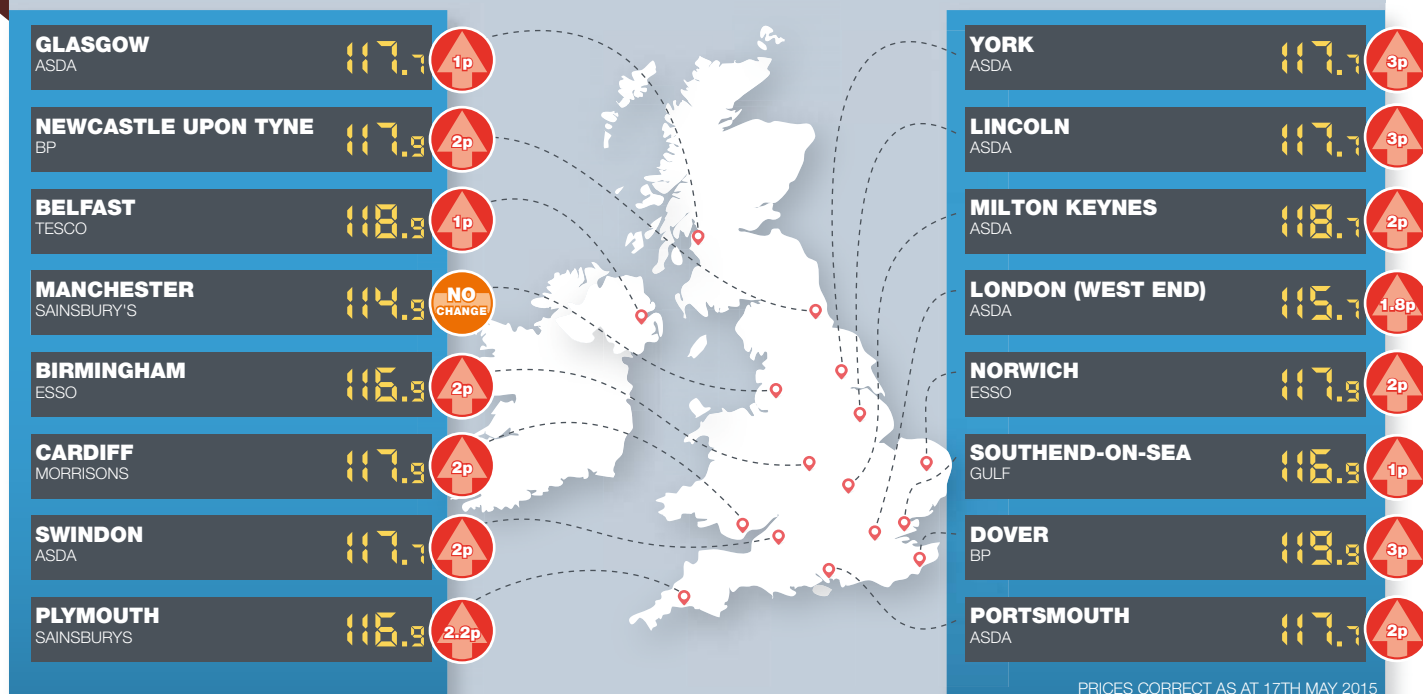 GLASGOW
ASDA
117.7
1p
NEWCASTLE UPON TYNE
BP
117.9
2p
BELFAST
TESCO
118.9
1p
MANCHESTER
SAINSBURY'S
114.9
NO
CHANGE
BIRMINGHAM
ESSO
116.9
2p
CARDIFF
MORRISONS
117.9
2p
SWINDON
ASDA
117.7
2p
PLYMOUTH
SAINSBURYS
116.9
2.2p
YORK
ASDA
117.7
3p
LINCOLN
ASDA
117.7
3p
MILTON KEYNES
ASDA
118.7
2p
LONDON (WEST END)
ASDA
115.7
1.8p
NORWICH
ESSO
117.9
2p
SOUTHEND-ON-SEA
GULF
116.9
1p
DOVER
BP
119.9
3p
PORTSMOUTH
ASDA
117.7
2p
PRICES CORRECT AS AT 17TH MAY 2015